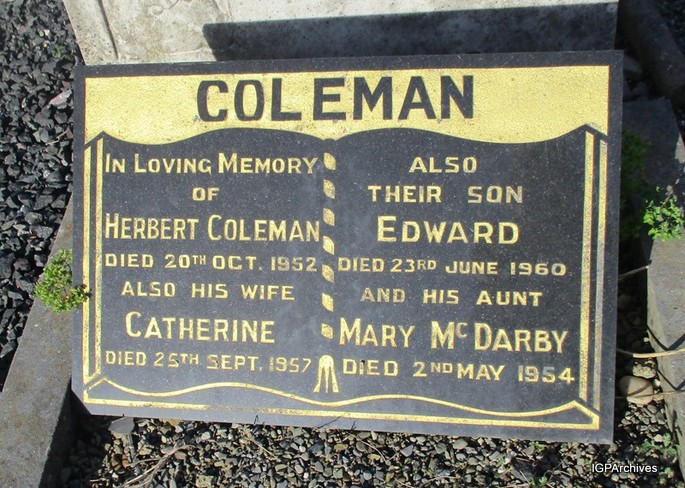 COLEMAN
IN LOVING MEMORY
OF
HERBERT COLEMAN
DIED 20TH OCT. 1952
ALSO HIS WIFE
CATHERINE
DIED 25TH SEPT. 1957
ALSO
THEIR SON
EDWARD
DIED 23RD JUNE 1960
AND HIS AUNT
MARY MCDARBY
DIED 2ND MAY 1954
IGPArchives